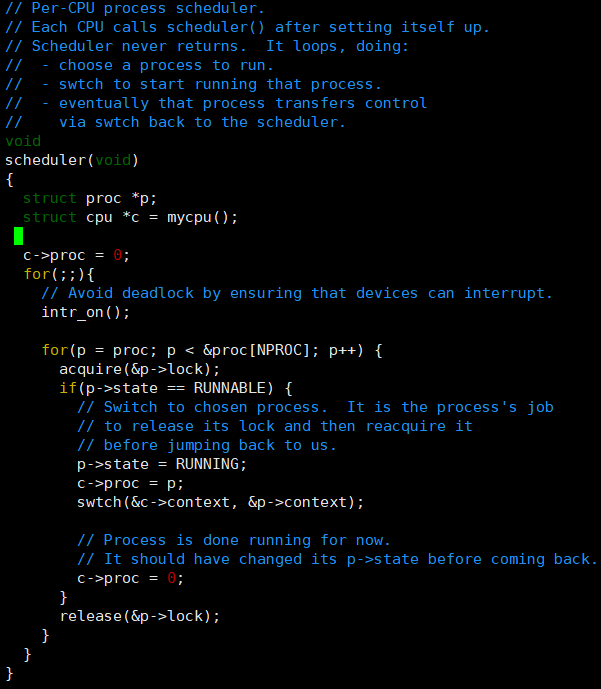 // Per-CPU process scheduler.
// Each CPU calls scheduler() after setting itself up.
// Scheduler never returns.  It loops, doing:
//  - choose a process to run.
//  - swtch to start running that process.
//  - eventually that process transfers control
//    via swtch back to the scheduler.
void
scheduler(void)
{
  struct proc *p;
  struct cpu *c = mycpu();

  c->proc = 0;
  for(;;){
    // Avoid deadlock by ensuring that devices can interrupt.
    intr_on();

    for(p = proc; p < &proc[NPROC]; p++) {
      acquire(&p->lock);
      if(p->state == RUNNABLE) {
        // Switch to chosen process.  It is the process's job
        // to release its lock and then reacquire it
        // before jumping back to us.
        p->state = RUNNING;
        c->proc = p;
        swtch(&c->context, &p->context);

        // Process is done running for now.
        // It should have changed its p->state before coming back.
        c->proc = 0;
      }
      release(&p->lock);
    }
  }
}